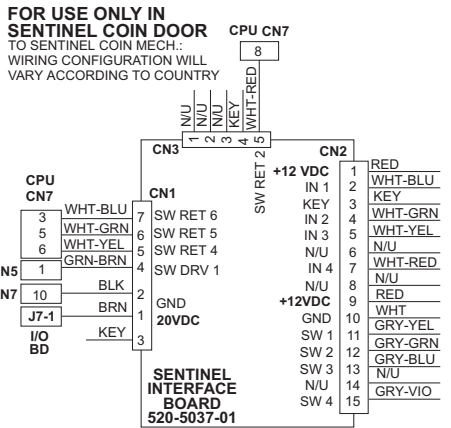 FOR USE ONLY IN
SENTINEL COIN DOOR
TO SENTINEL COIN MECH.:
WIRING CONFIGURATION WILL
VARY ACCORDING TO COUNTRY
CPU CN7
8
N/U
N/U
N/U
KEY
WHT-RED
1
2
3
4
5
CN3
SW RET 2
CN2
+12 VDC 1 RED
IN 1 2 WHT-BLU
KEY 3 KEY
IN 2 4 WHT-GRN
IN 3 5 WHT-YEL
N/U 6 N/U
IN 4 7 WHT-RED
N/U 8 N/U
+12VDC 9 RED
GND 10 WHT
SW 1 11 GRY-YEL
SW 2 12 GRY-GRN
SW 3 13 GRY-BLU
N/U 14 N/U
SW 4 15 GRY-VIO
CPU
CN7
CN1
3 WHT-BLU 7 SW RET 6
5 WHT-GRN 6 SW RET 5
6 WHT-YEL 5 SW RET 4
N5 1 GRN-BRN 4 SW DRV 1
N7 10 BLK 2 GND
J7-1 BRN 1 20VDC
I/O
BD
KEY 3
SENTINEL
INTERFACE
BOARD
520-5037-01